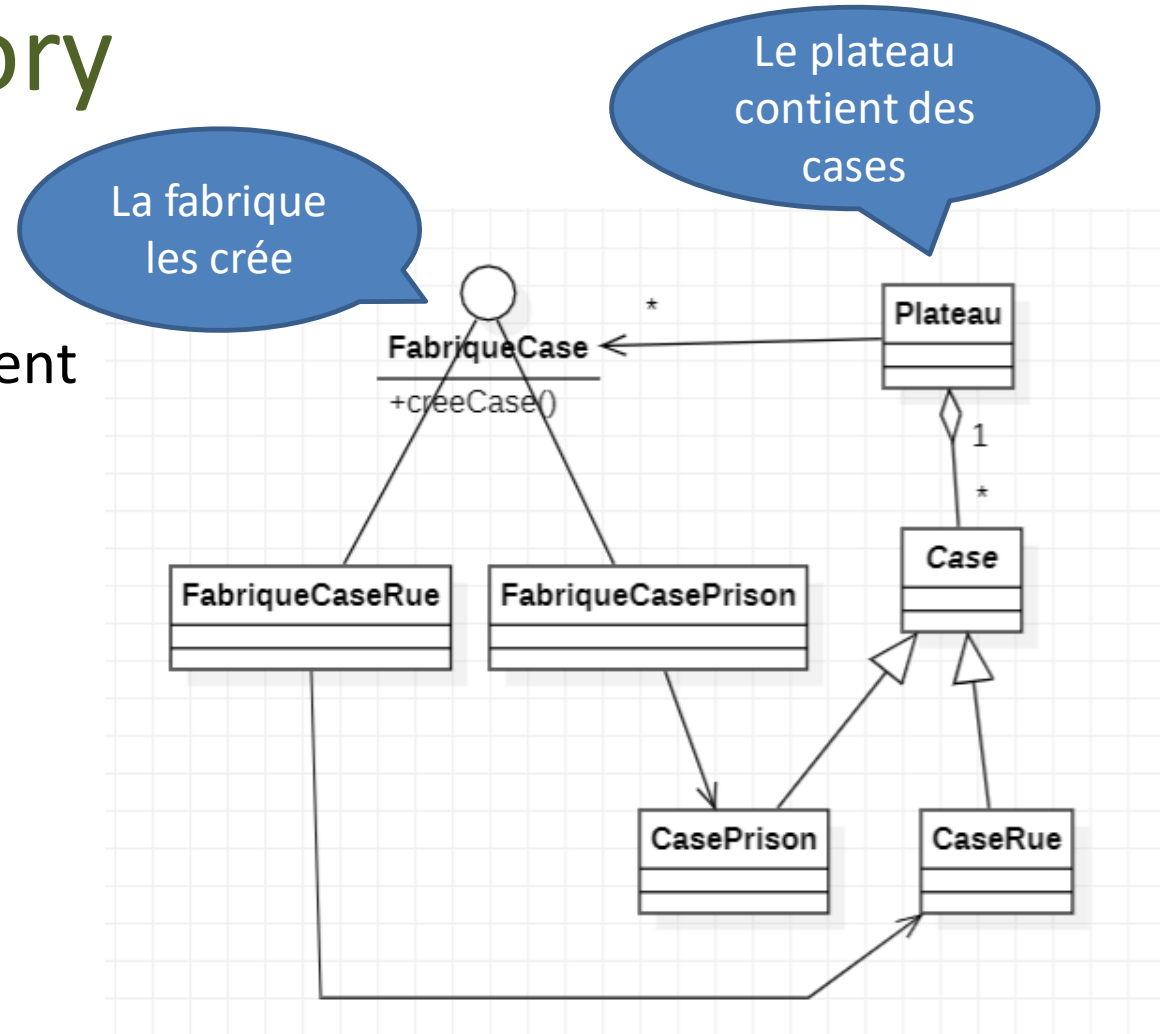 ory
Le plateau
contient des
cases
La fabrique
les crée
ent
*
Plateau
FabriqueCase
+creeCase()
1
*
Case
FabriqueCaseRue
FabriqueCasePrison
CasePrison
CaseRue